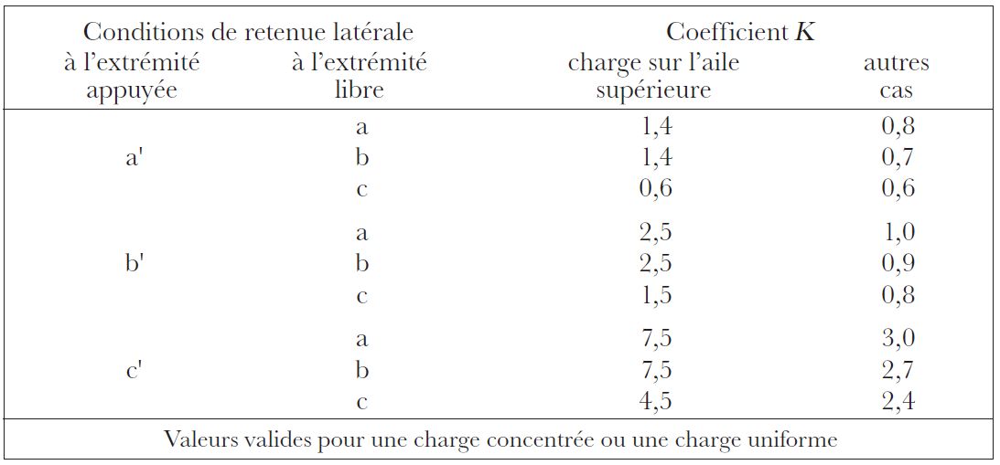 Conditions de retenue latérale Coefficient K
à l’extrémité à l’extrémité charge sur l’aile autres
appuyée libre supérieure cas
a 1,4 0,8
a' b 1,4 0,7
c 0,6 0,6
a 2,5 1,0
b' b 2,5 0,9
c 1,5 0,8
a 7,5 3,0
c' b 7,5 2,7
c 4,5 2,4
Valeurs valides pour une charge concentrée ou une charge uniforme